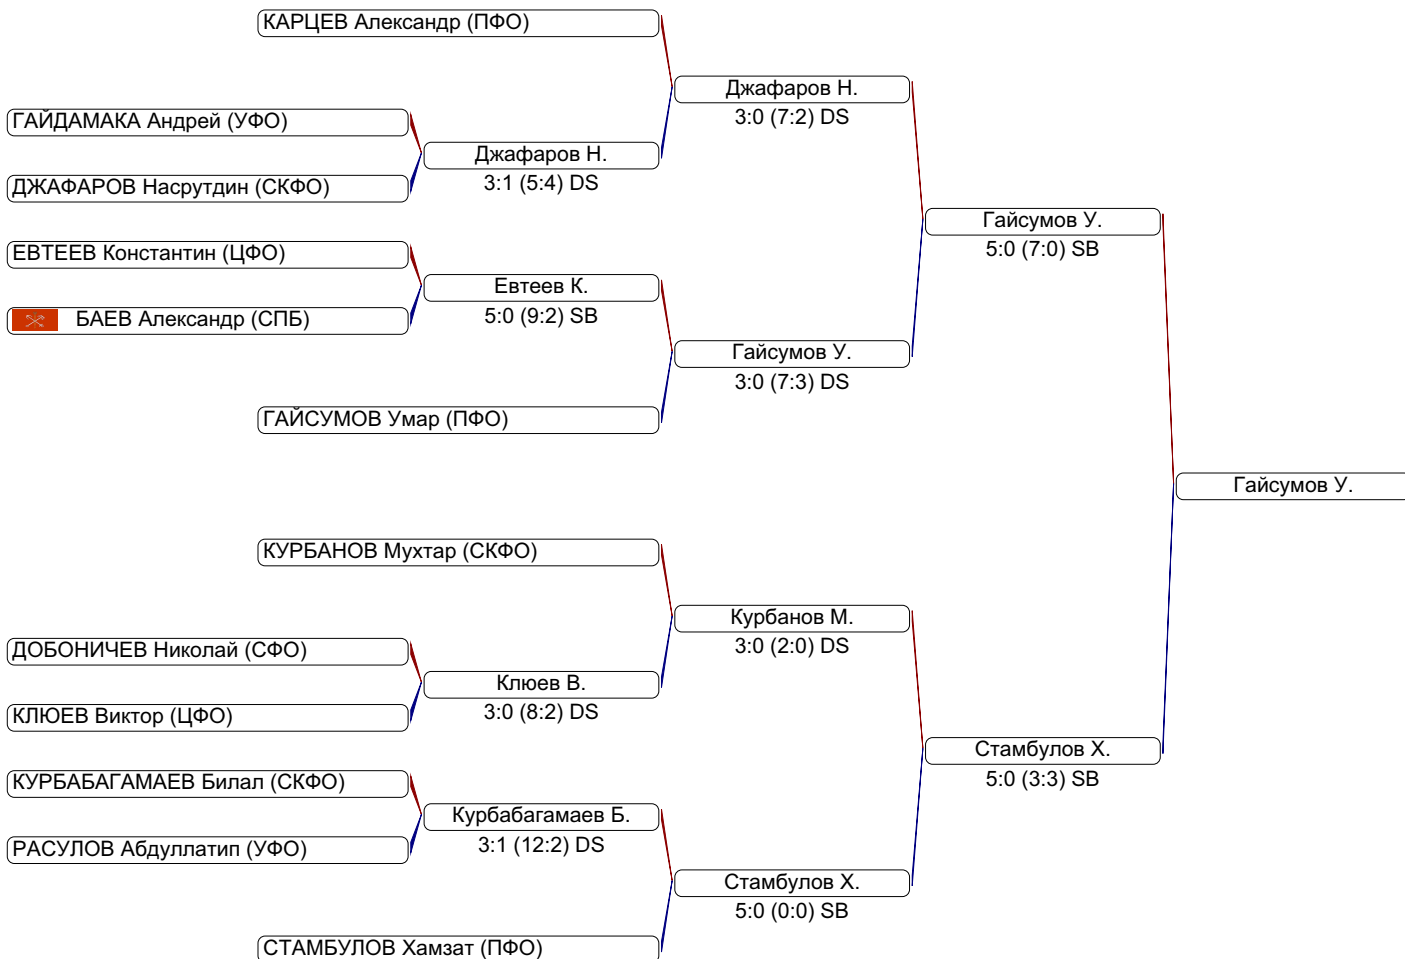 КАРЦЕВ Александр (ПФО)
Джафаров Н.
3:0 (7:2) DS
ГАЙДАМАКА Андрей (УФО)
Джафаров Н.
3:1 (5:4) DS
ДЖАФАРОВ Насрутдин (СКФО)
Гайсумов У.
5:0 (7:0) SB
ЕВТЕЕВ Константин (ЦФО)
Евтеев К.
5:0 (9:2) SB
БАЕВ Александр (СПБ)
Гайсумов У.
3:0 (7:3) DS
ГАЙСУМОВ Умар (ПФО)
Гайсумов У.
КУРБАНОВ Мухтар (СКФО)
Курбанов М.
3:0 (2:0) DS
ДОБОНИЧЕВ Николай (СФО)
Клюев В.
3:0 (8:2) DS
КЛЮЕВ Виктор (ЦФО)
Стамбулов Х.
5:0 (3:3) SB
КУРБАБАГАМАЕВ Билал (СКФО)
Курбабагамаев Б.
3:1 (12:2) DS
РАСУЛОВ Абдуллатип (УФО)
Стамбулов Х.
5:0 (0:0) SB
СТАМБУЛОВ Хамзат (ПФО)